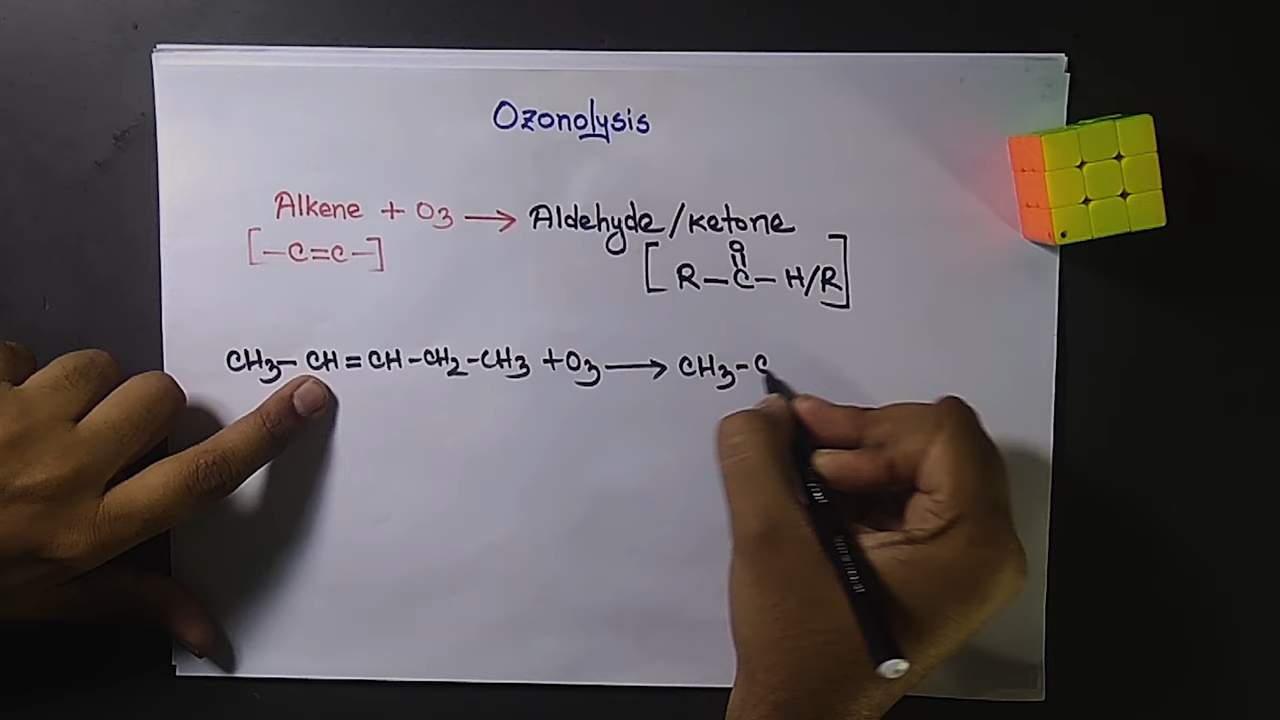 Ozonolysis
Alkene + O3 → Aldehyde/Ketone
[-C=C-]
O
[R-C-H/R]
CH3-CH=CH-CH2-CH3 +O3 → CH3-C